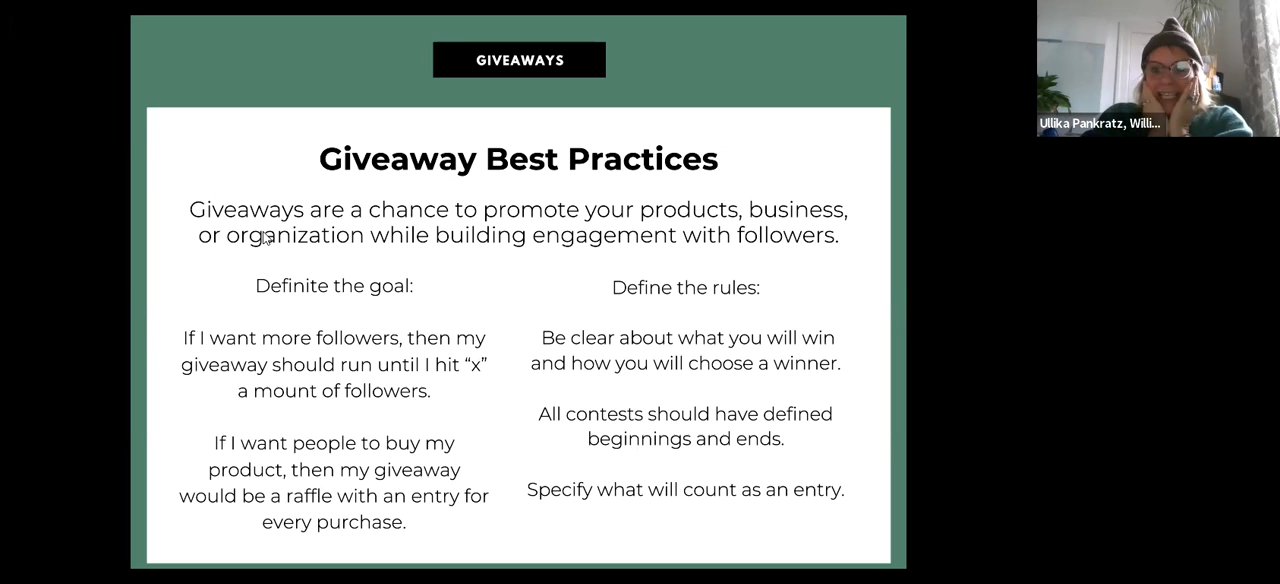 GIVEAWAYS
Giveaway Best Practices
Giveaways are a chance to promote your products, business,
or organization while building engagement with followers.
Definite the goal:
If I want more followers, then my
giveaway should run until I hit “x”
a mount of followers.
If I want people to buy my
product, then my giveaway
would be a raffle with an entry for
every purchase.
Define the rules:
Be clear about what you will win
and how you will choose a winner.
All contests should have defined
beginnings and ends.
Specify what will count as an entry.
Ullika Pankratz, Willi...